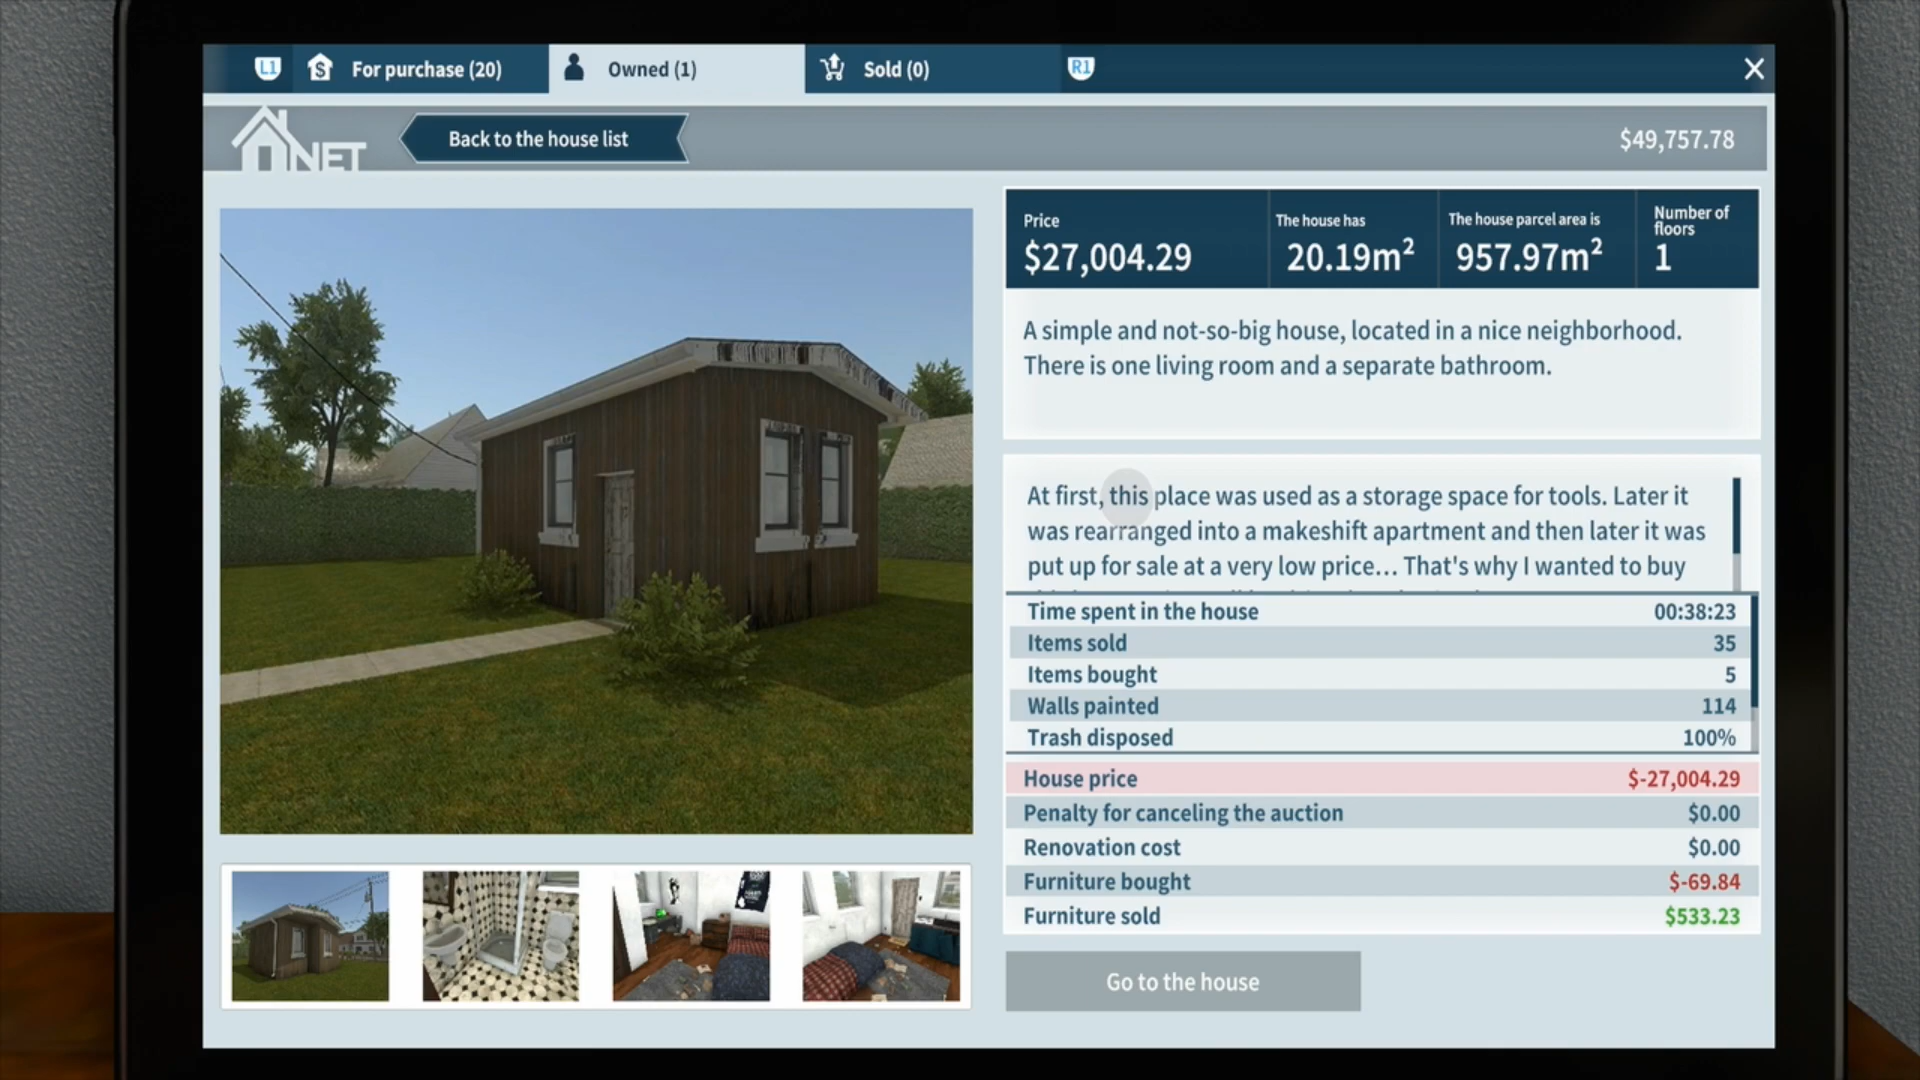 L1
For purchase (20)
Owned (1)
Sold (0)
R1
NET
Back to the house list
$49,757.78
Price
$27,004.29
The house has
20.19m²
The house parcel area is
957.97m²
Number of
floors
1
A simple and not-so-big house, located in a nice neighborhood.
There is one living room and a separate bathroom.
At first, this place was used as a storage space for tools. Later it
was rearranged into a makeshift apartment and then later it was
put up for sale at a very low price... That's why I wanted to buy
Time spent in the house 00:38:23
Items sold 35
Items bought 5
Walls painted 114
Trash disposed 100%
House price $-27,004.29
Penalty for canceling the auction $0.00
Renovation cost $0.00
Furniture bought $-69.84
Furniture sold $533.23
Go to the house